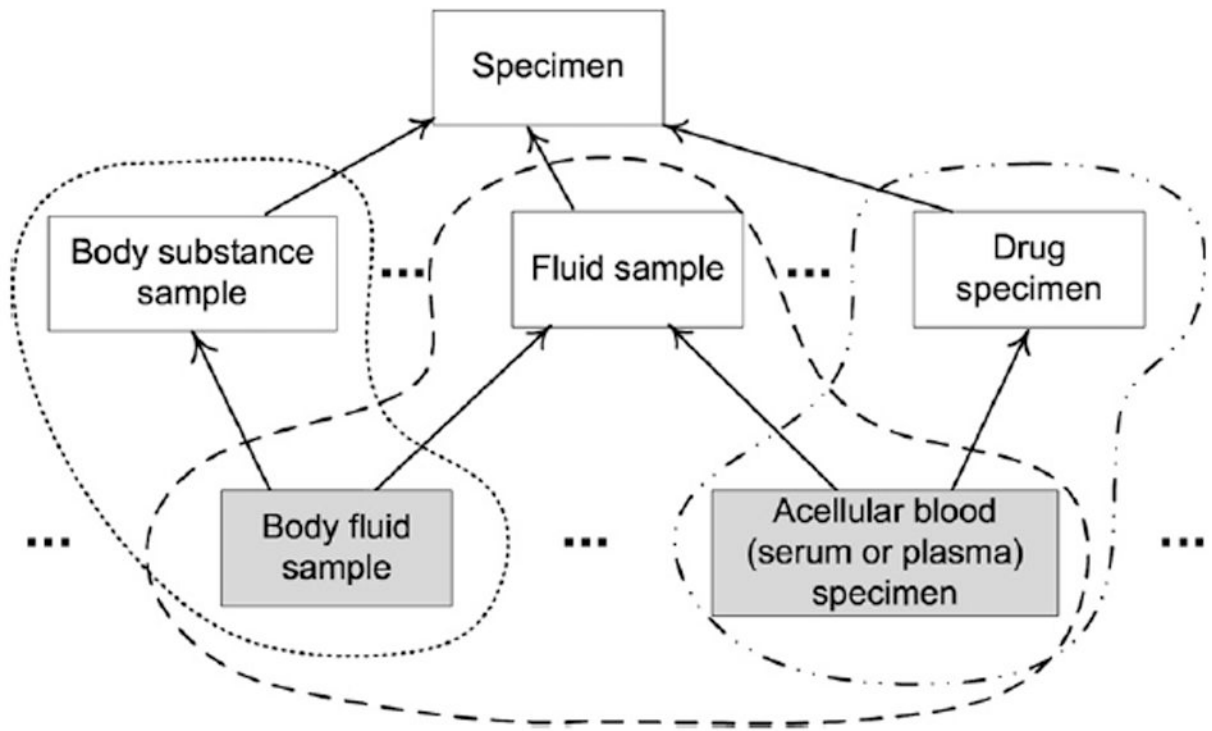 Specimen
Body substance
sample
...
Fluid sample
...
Drug
specimen
...
Body fluid
sample
...
Acellular blood
(serum or plasma)
specimen
...